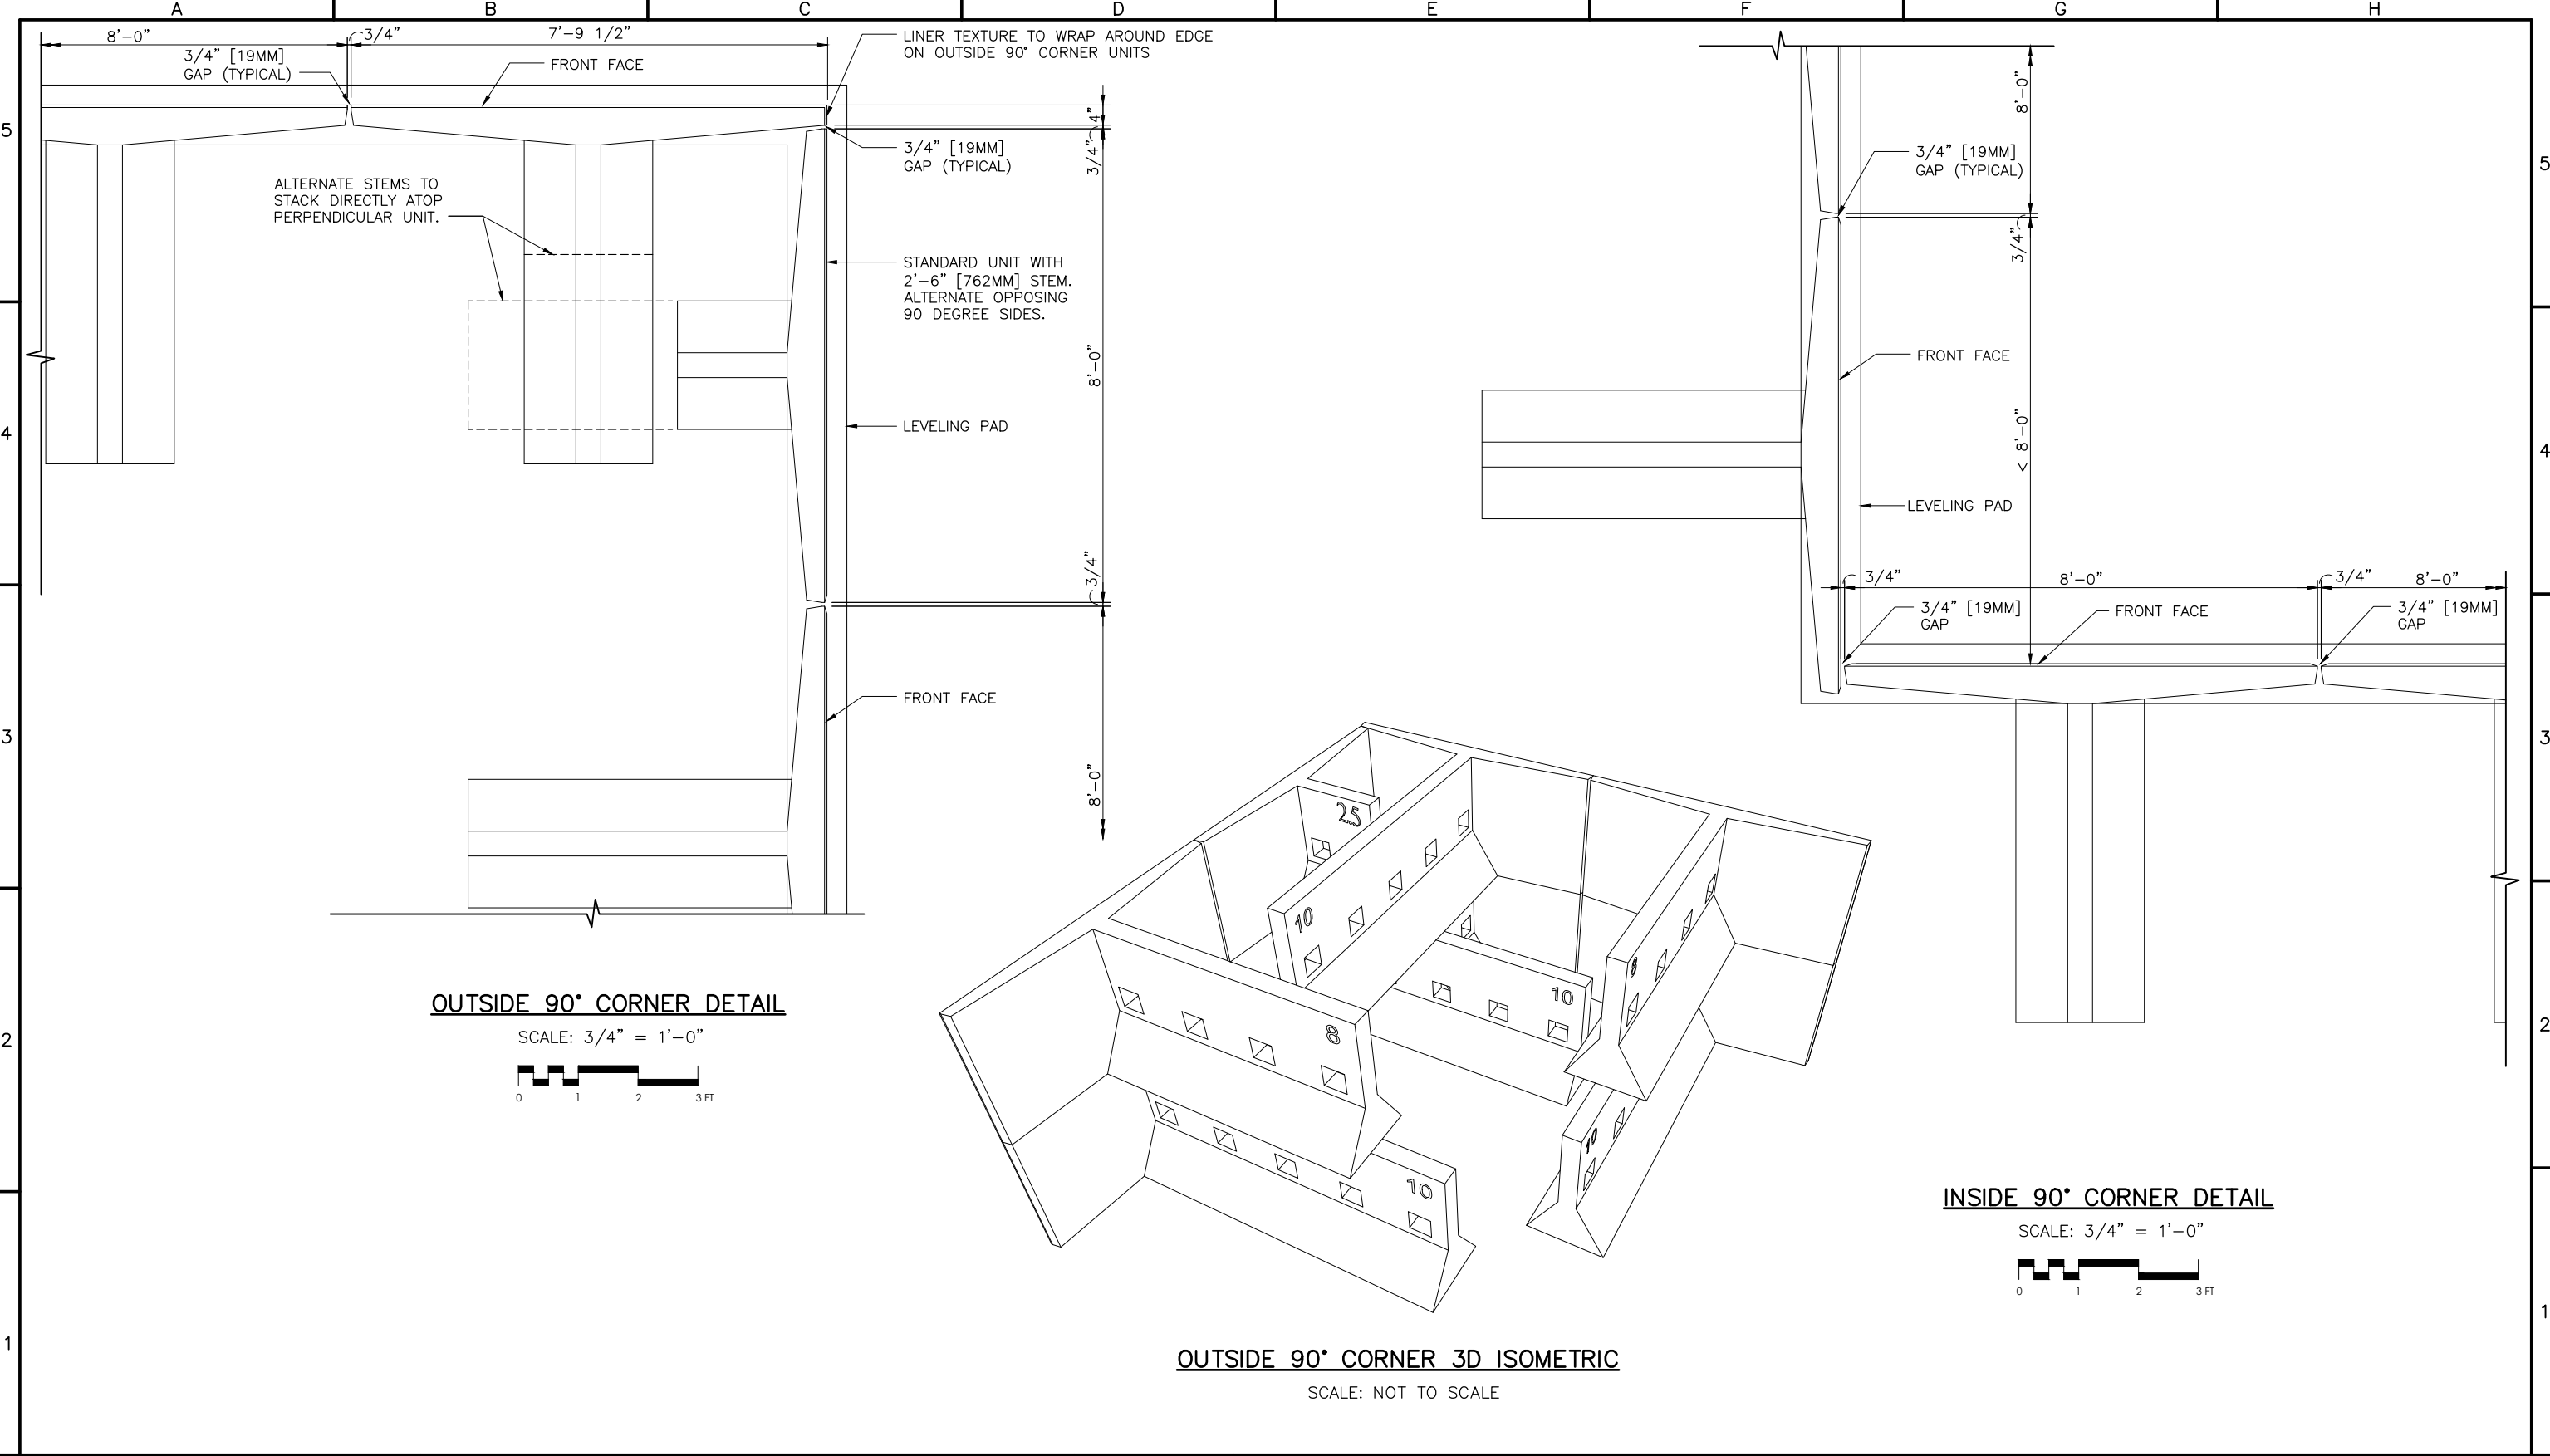 A B C D E F G H
8'-0"
3/4"
7'-9 1/2"
3/4" [19MM]
GAP (TYPICAL)
FRONT FACE
LINER TEXTURE TO WRAP AROUND EDGE
ON OUTSIDE 90° CORNER UNITS
5
4"
3/4"
3/4" [19MM]
GAP (TYPICAL)
ALTERNATE STEMS TO
STACK DIRECTLY ATOP
PERPENDICULAR UNIT.
STANDARD UNIT WITH
2'-6" [762MM] STEM.
ALTERNATE OPPOSING
90 DEGREE SIDES.
8'-0"
4
LEVELING PAD
3/4"
FRONT FACE
3
8'-0"
OUTSIDE 90° CORNER DETAIL
SCALE: 3/4" = 1'-0"
2
0 1 2 3 FT
1
25
10
10
8
8
10
10
OUTSIDE 90° CORNER 3D ISOMETRIC
SCALE: NOT TO SCALE
8'-0"
3/4" [19MM]
GAP (TYPICAL)
5
3/4"
FRONT FACE
< 8'-0"
4
LEVELING PAD
3/4"
8'-0"
3/4"
8'-0"
3/4" [19MM]
GAP
FRONT FACE
3/4" [19MM]
GAP
3
2
INSIDE 90° CORNER DETAIL
SCALE: 3/4" = 1'-0"
0 1 2 3 FT
1